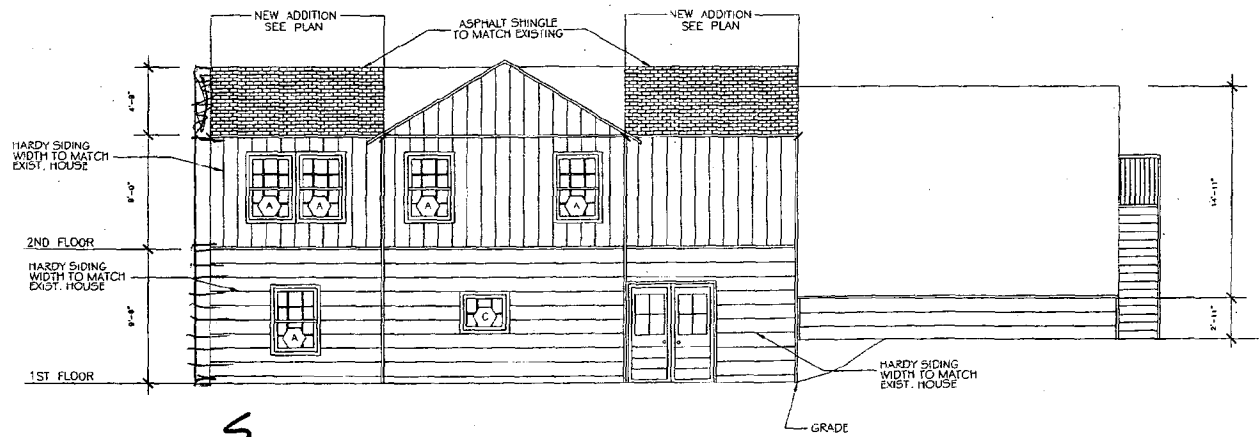 NEW ADDITION
SEE PLAN
ASPHALT SHINGLE
TO MATCH EXISTING
NEW ADDITION
SEE PLAN
HARDY SIDING
WIDTH TO MATCH
EXIST. HOUSE
A
A
A
A
2ND FLOOR
HARDY SIDING
WIDTH TO MATCH
EXIST. HOUSE
A
C
1ST FLOOR
HARDY SIDING
WIDTH TO MATCH
EXIST. HOUSE
GRADE
2'-11"